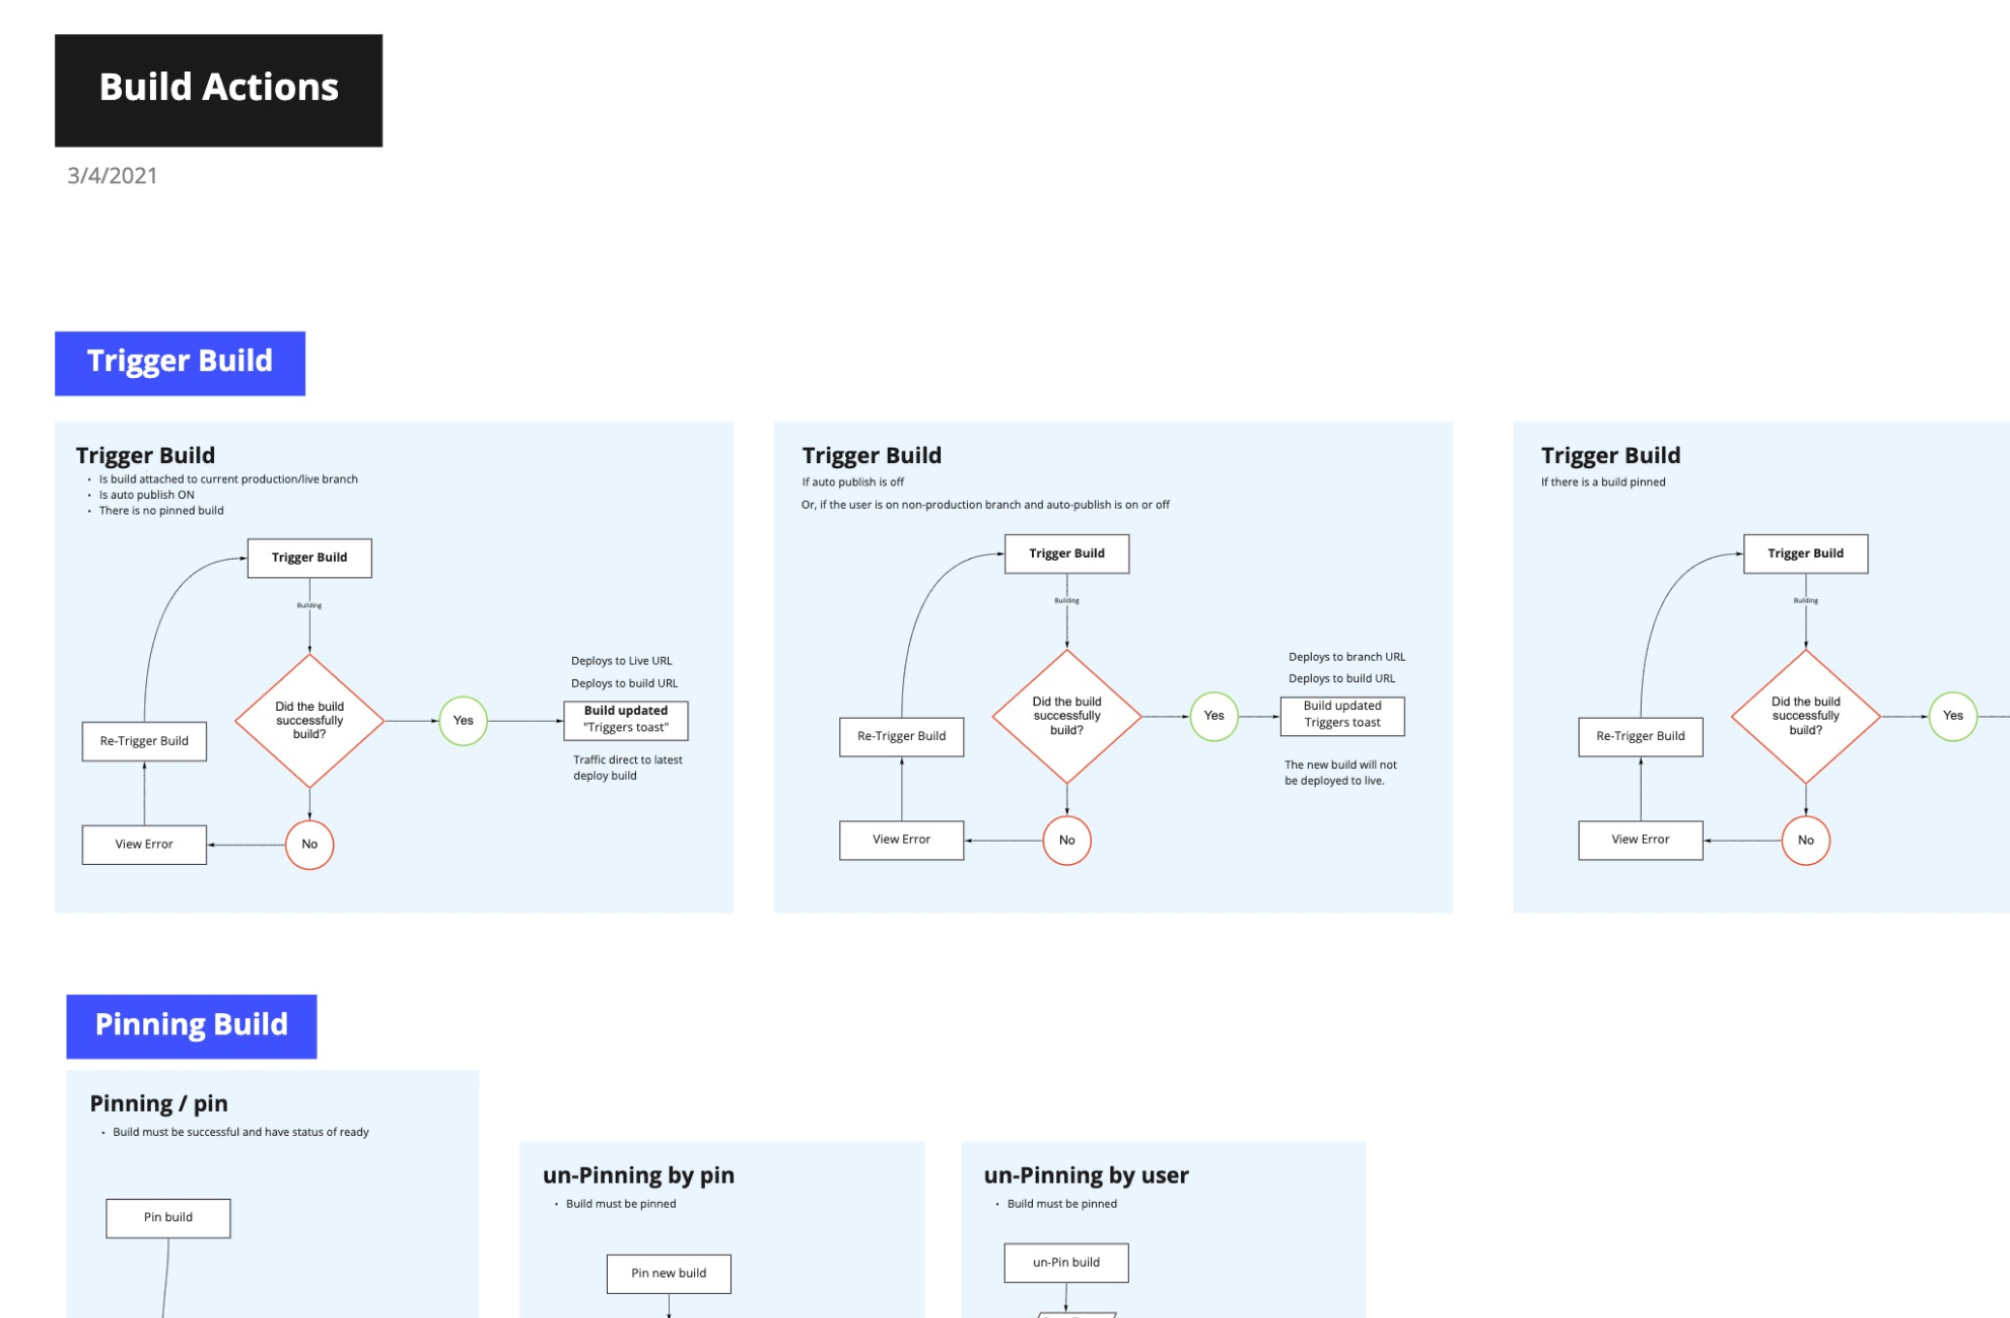 Build Actions
3/4/2021
Trigger Build
Trigger Build
• Is build attached to current production/live branch
• Is auto publish ON
• There is no pinned build
Trigger Build
Building
Did the build
successfully
build?
Yes
Deploys to Live URL
Deploys to build URL
Build updated
"Triggers toast"
Traffic direct to latest
deploy build
Re-Trigger Build
View Error
No
Trigger Build
If auto publish is off
Or, if the user is on non-production branch and auto-publish is on or off
Trigger Build
Building
Did the build
successfully
build?
Yes
Deploys to branch URL
Deploys to build URL
Build updated
Triggers toast
The new build will not
be deployed to live.
Re-Trigger Build
View Error
No
Trigger Build
If there is a build pinned
Trigger Build
Building
Did the build
successfully
build?
Yes
Re-Trigger Build
View Error
No
Pinning Build
Pinning / pin
• Build must be successful and have status of ready
Pin build
un-Pinning by pin
• Build must be pinned
Pin new build
un-Pinning by user
• Build must be pinned
un-Pin build